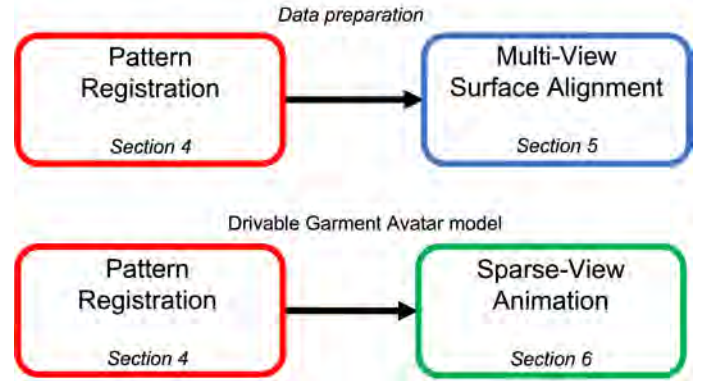 Data preparation
Pattern
Registration
Section 4
Multi-View
Surface Alignment
Section 5
Drivable Garment Avatar model
Pattern
Registration
Section 4
Sparse-View
Animation
Section 6